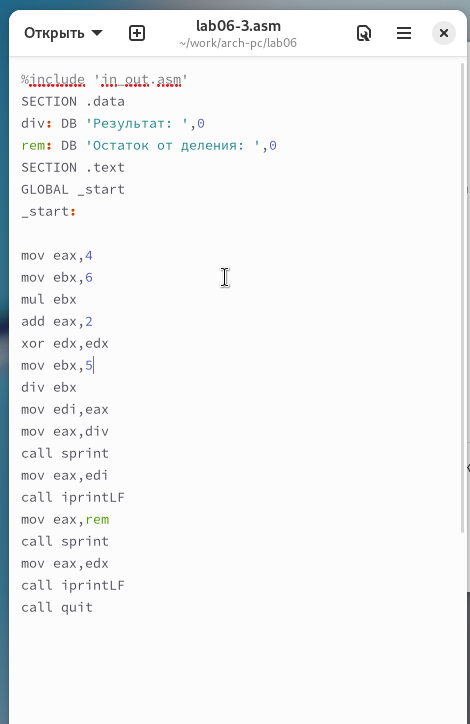 Открыть
lab06-3.asm
~/work/arch-pc/lab06
%include 'in_out.asm'
SECTION .data
div: DB 'Результат: ',0
rem: DB 'Остаток от деления: ',0
SECTION .text
GLOBAL _start
_start:
mov eax,4
mov ebx,6
mul ebx
add eax,2
xor edx,edx
mov ebx,5
div ebx
mov edi,eax
mov eax,div
call sprint
mov eax,edi
call iprintLF
mov eax,rem
call sprint
mov eax,edx
call iprintLF
call quit